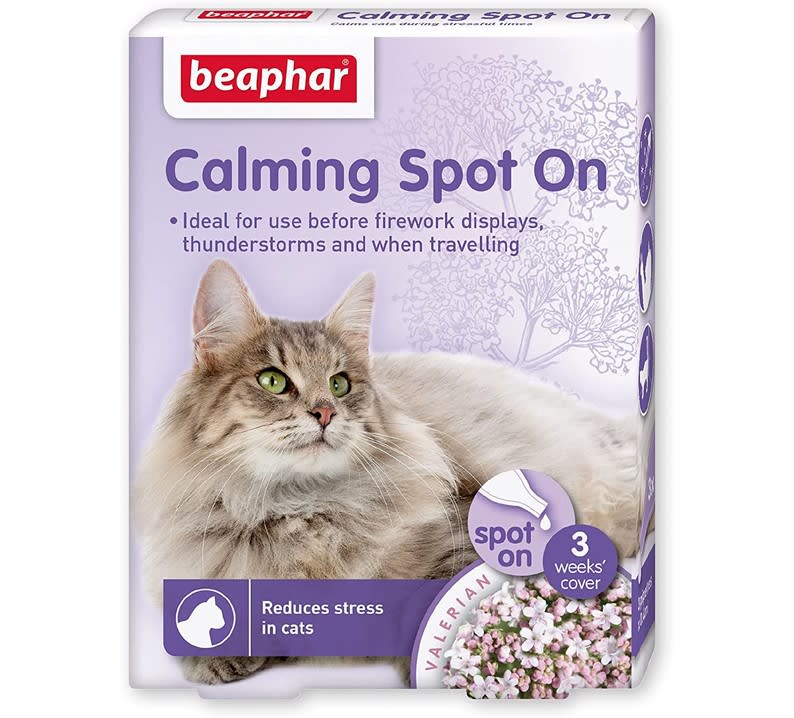 beaphar Calming Spot On
Calms cats during stressful times
beaphar®
Calming Spot On
• Ideal for use before firework displays,
thunderstorms and when travelling
spot
on
3
weeks'
cover
VALERIAN
Reduces stress
in cats